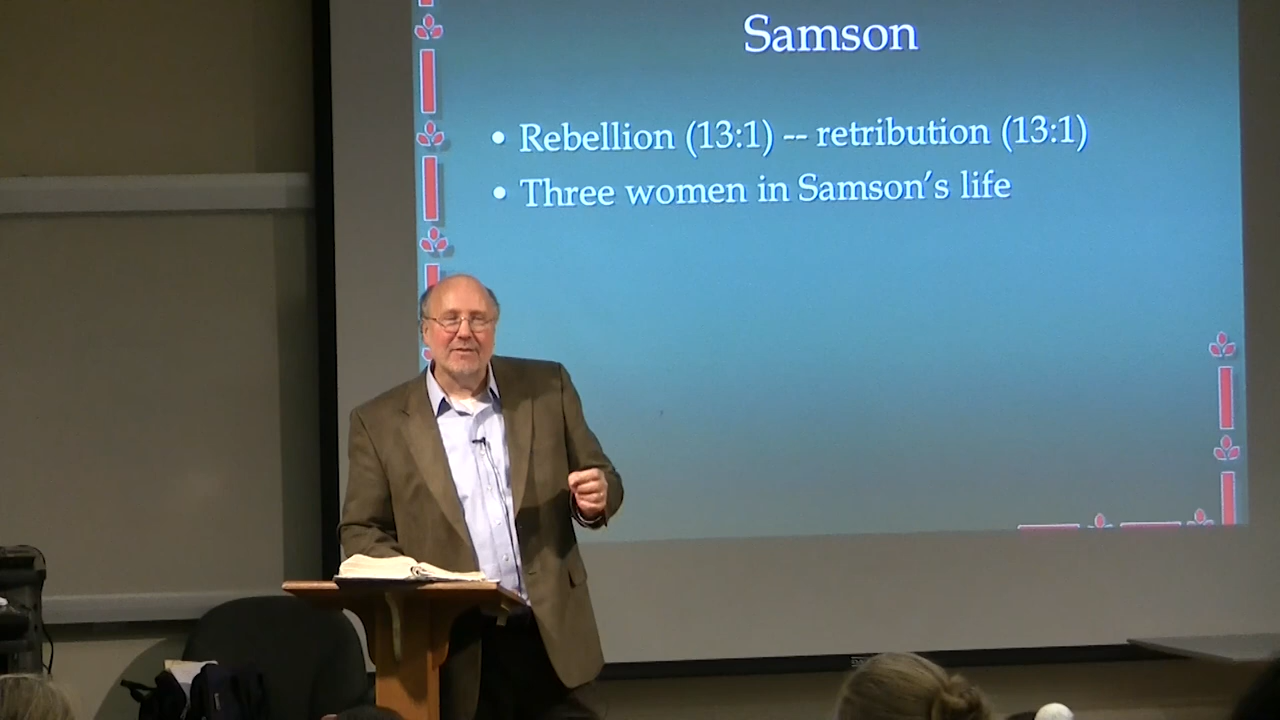 Samson
• Rebellion (13:1) -- retribution (13:1)
• Three women in Samson's life